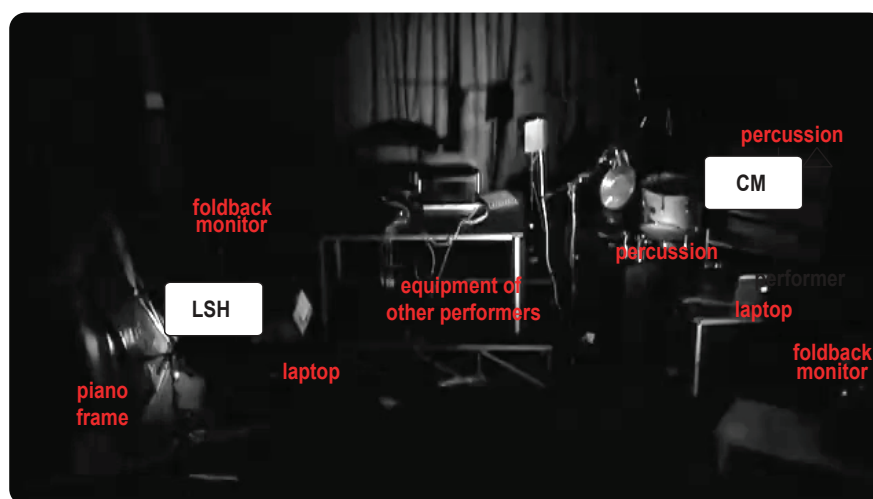 percussion
CM
foldback
monitor
percussion
performer
equipment of
other performers
LSH
laptop
foldback
monitor
laptop
piano
frame